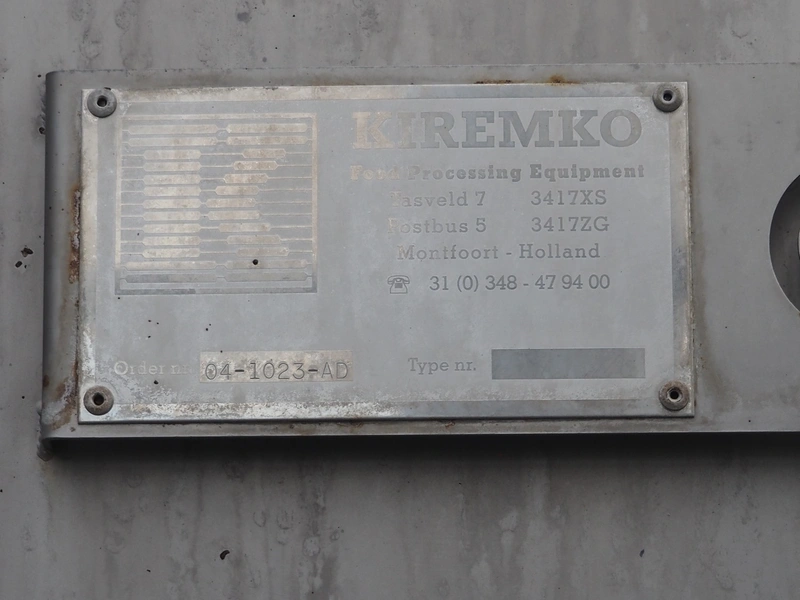 KIREMKO
Food Processing Equipment
Tasveld 7 3417XS
Postbus 5 3417ZG
Montfoort - Holland
31 (0) 348 - 47 94 00
Order nr. 04-1023-AD Type nr.